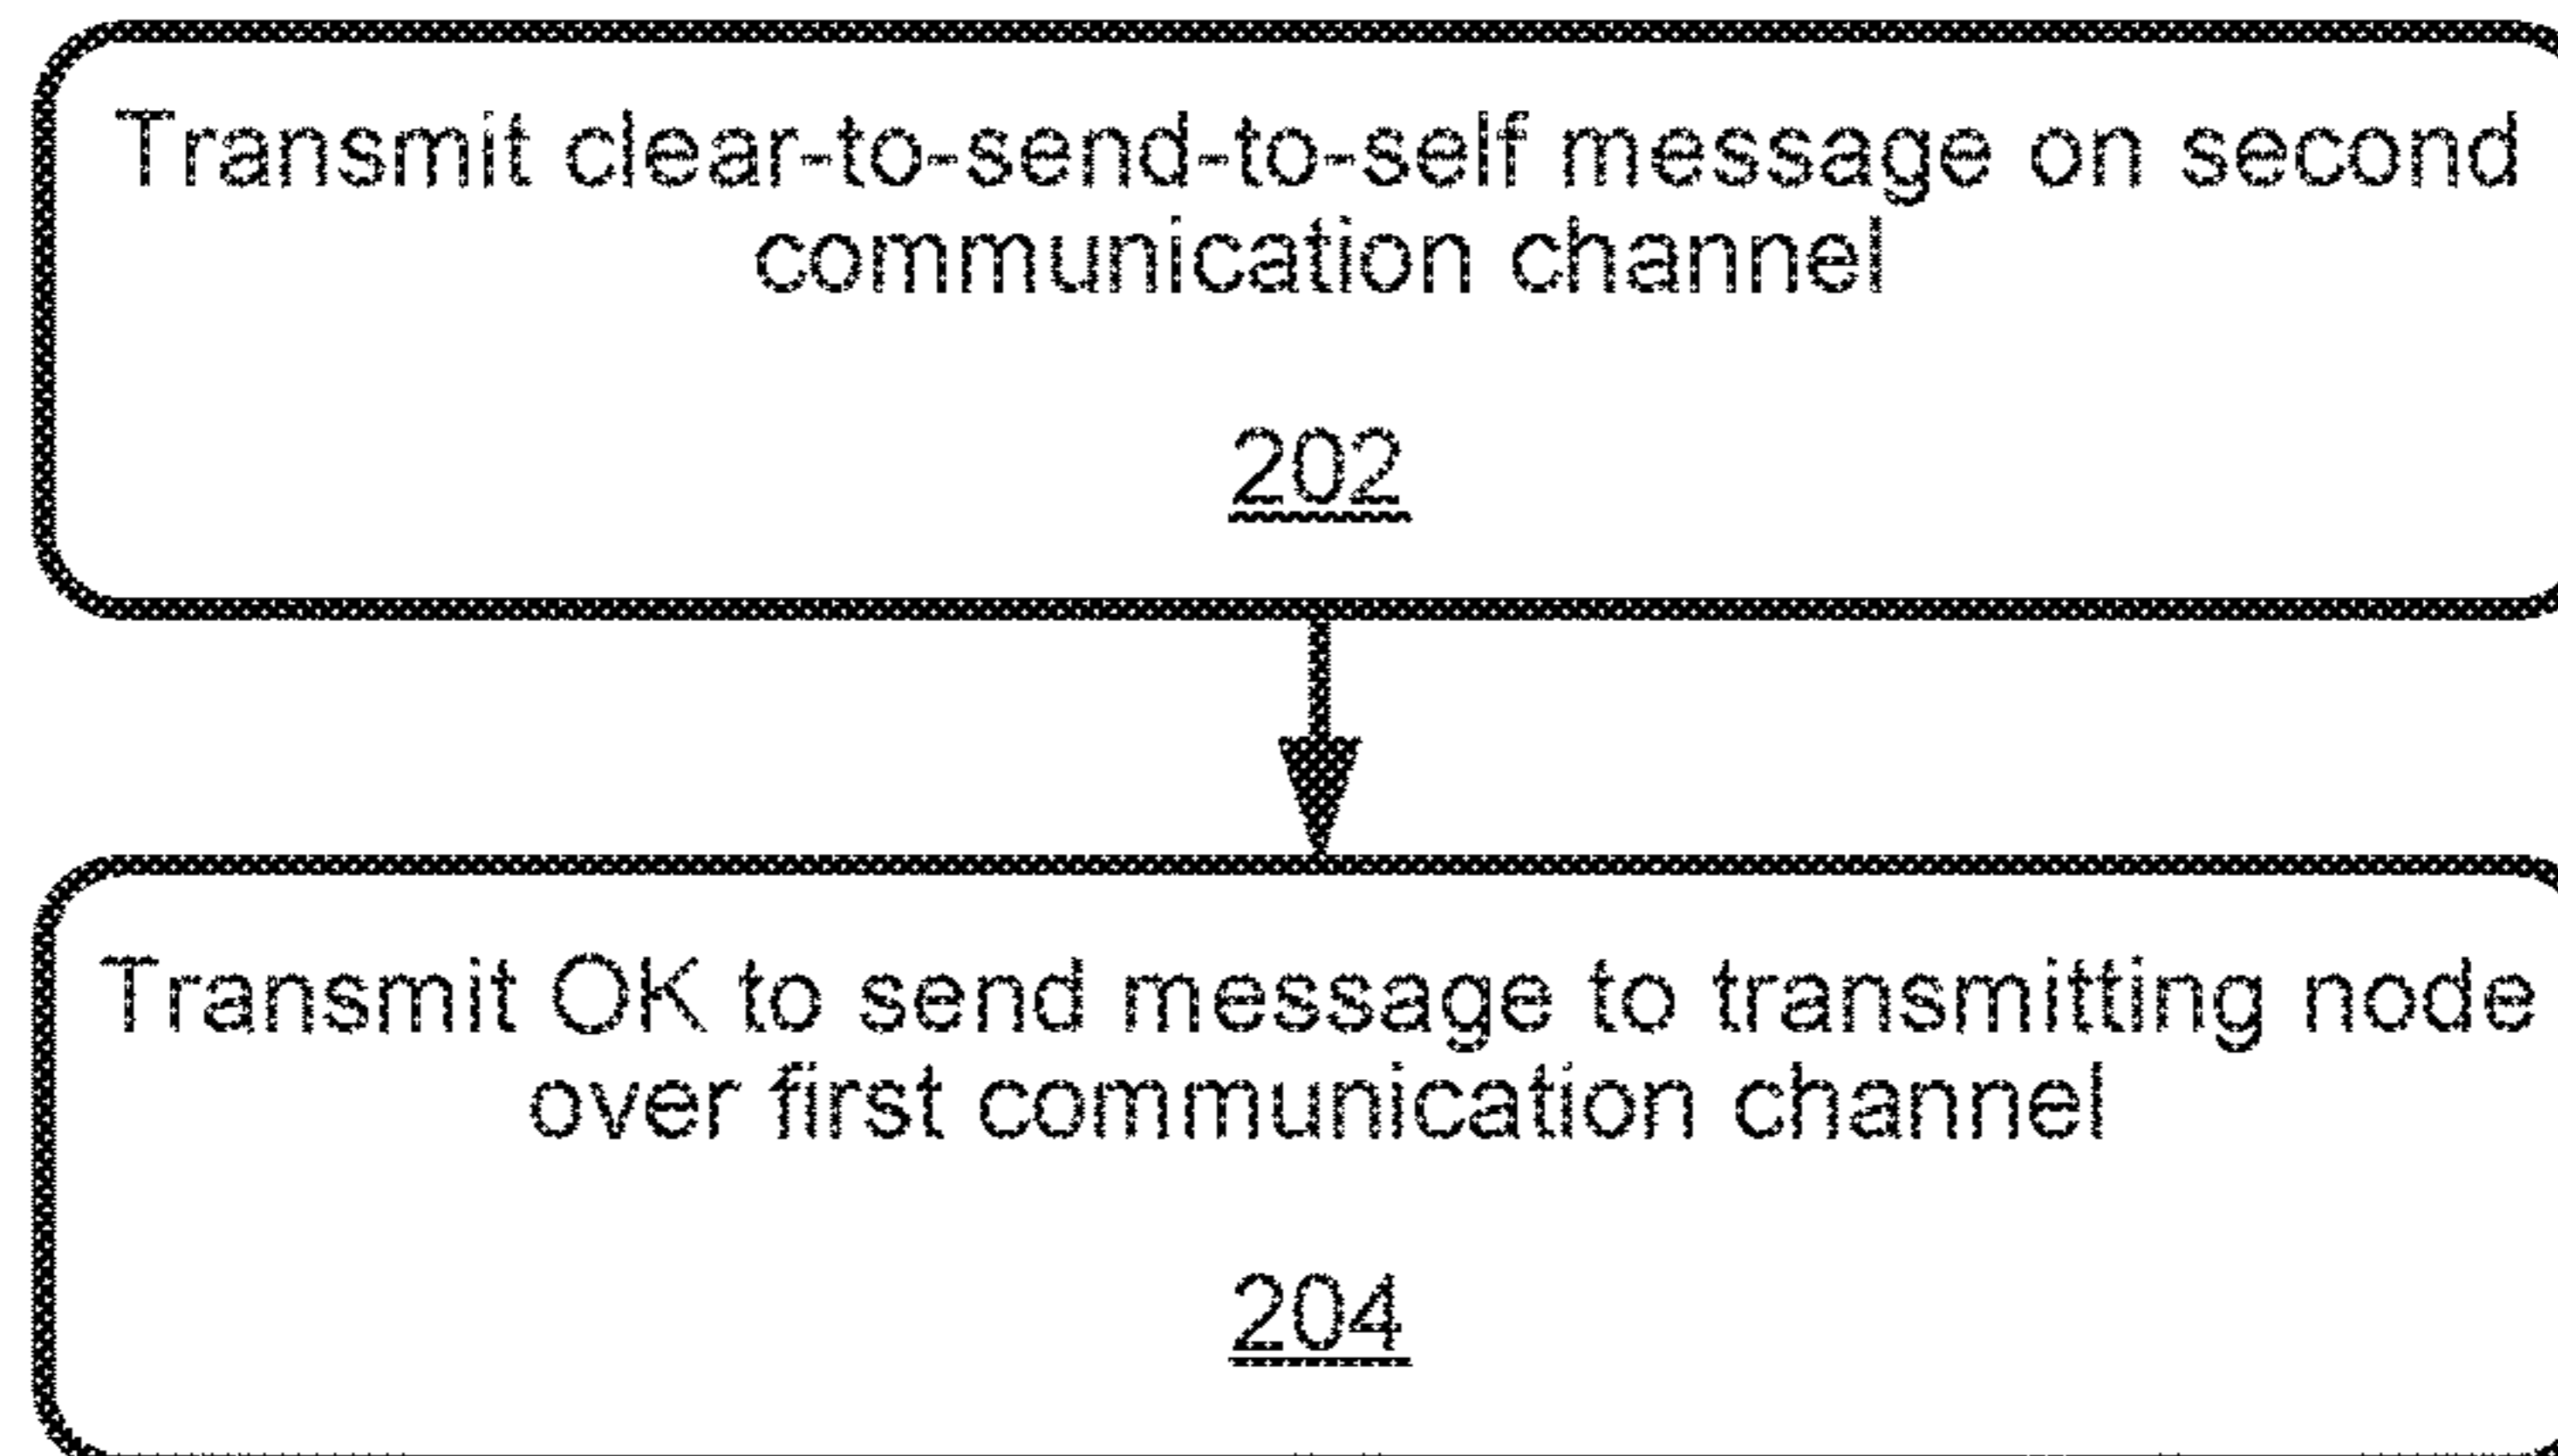 Transmit clear-to-send-to-self message on second
communication channel
202
Transmit OK to send message to transmitting node
over first communication channel
204